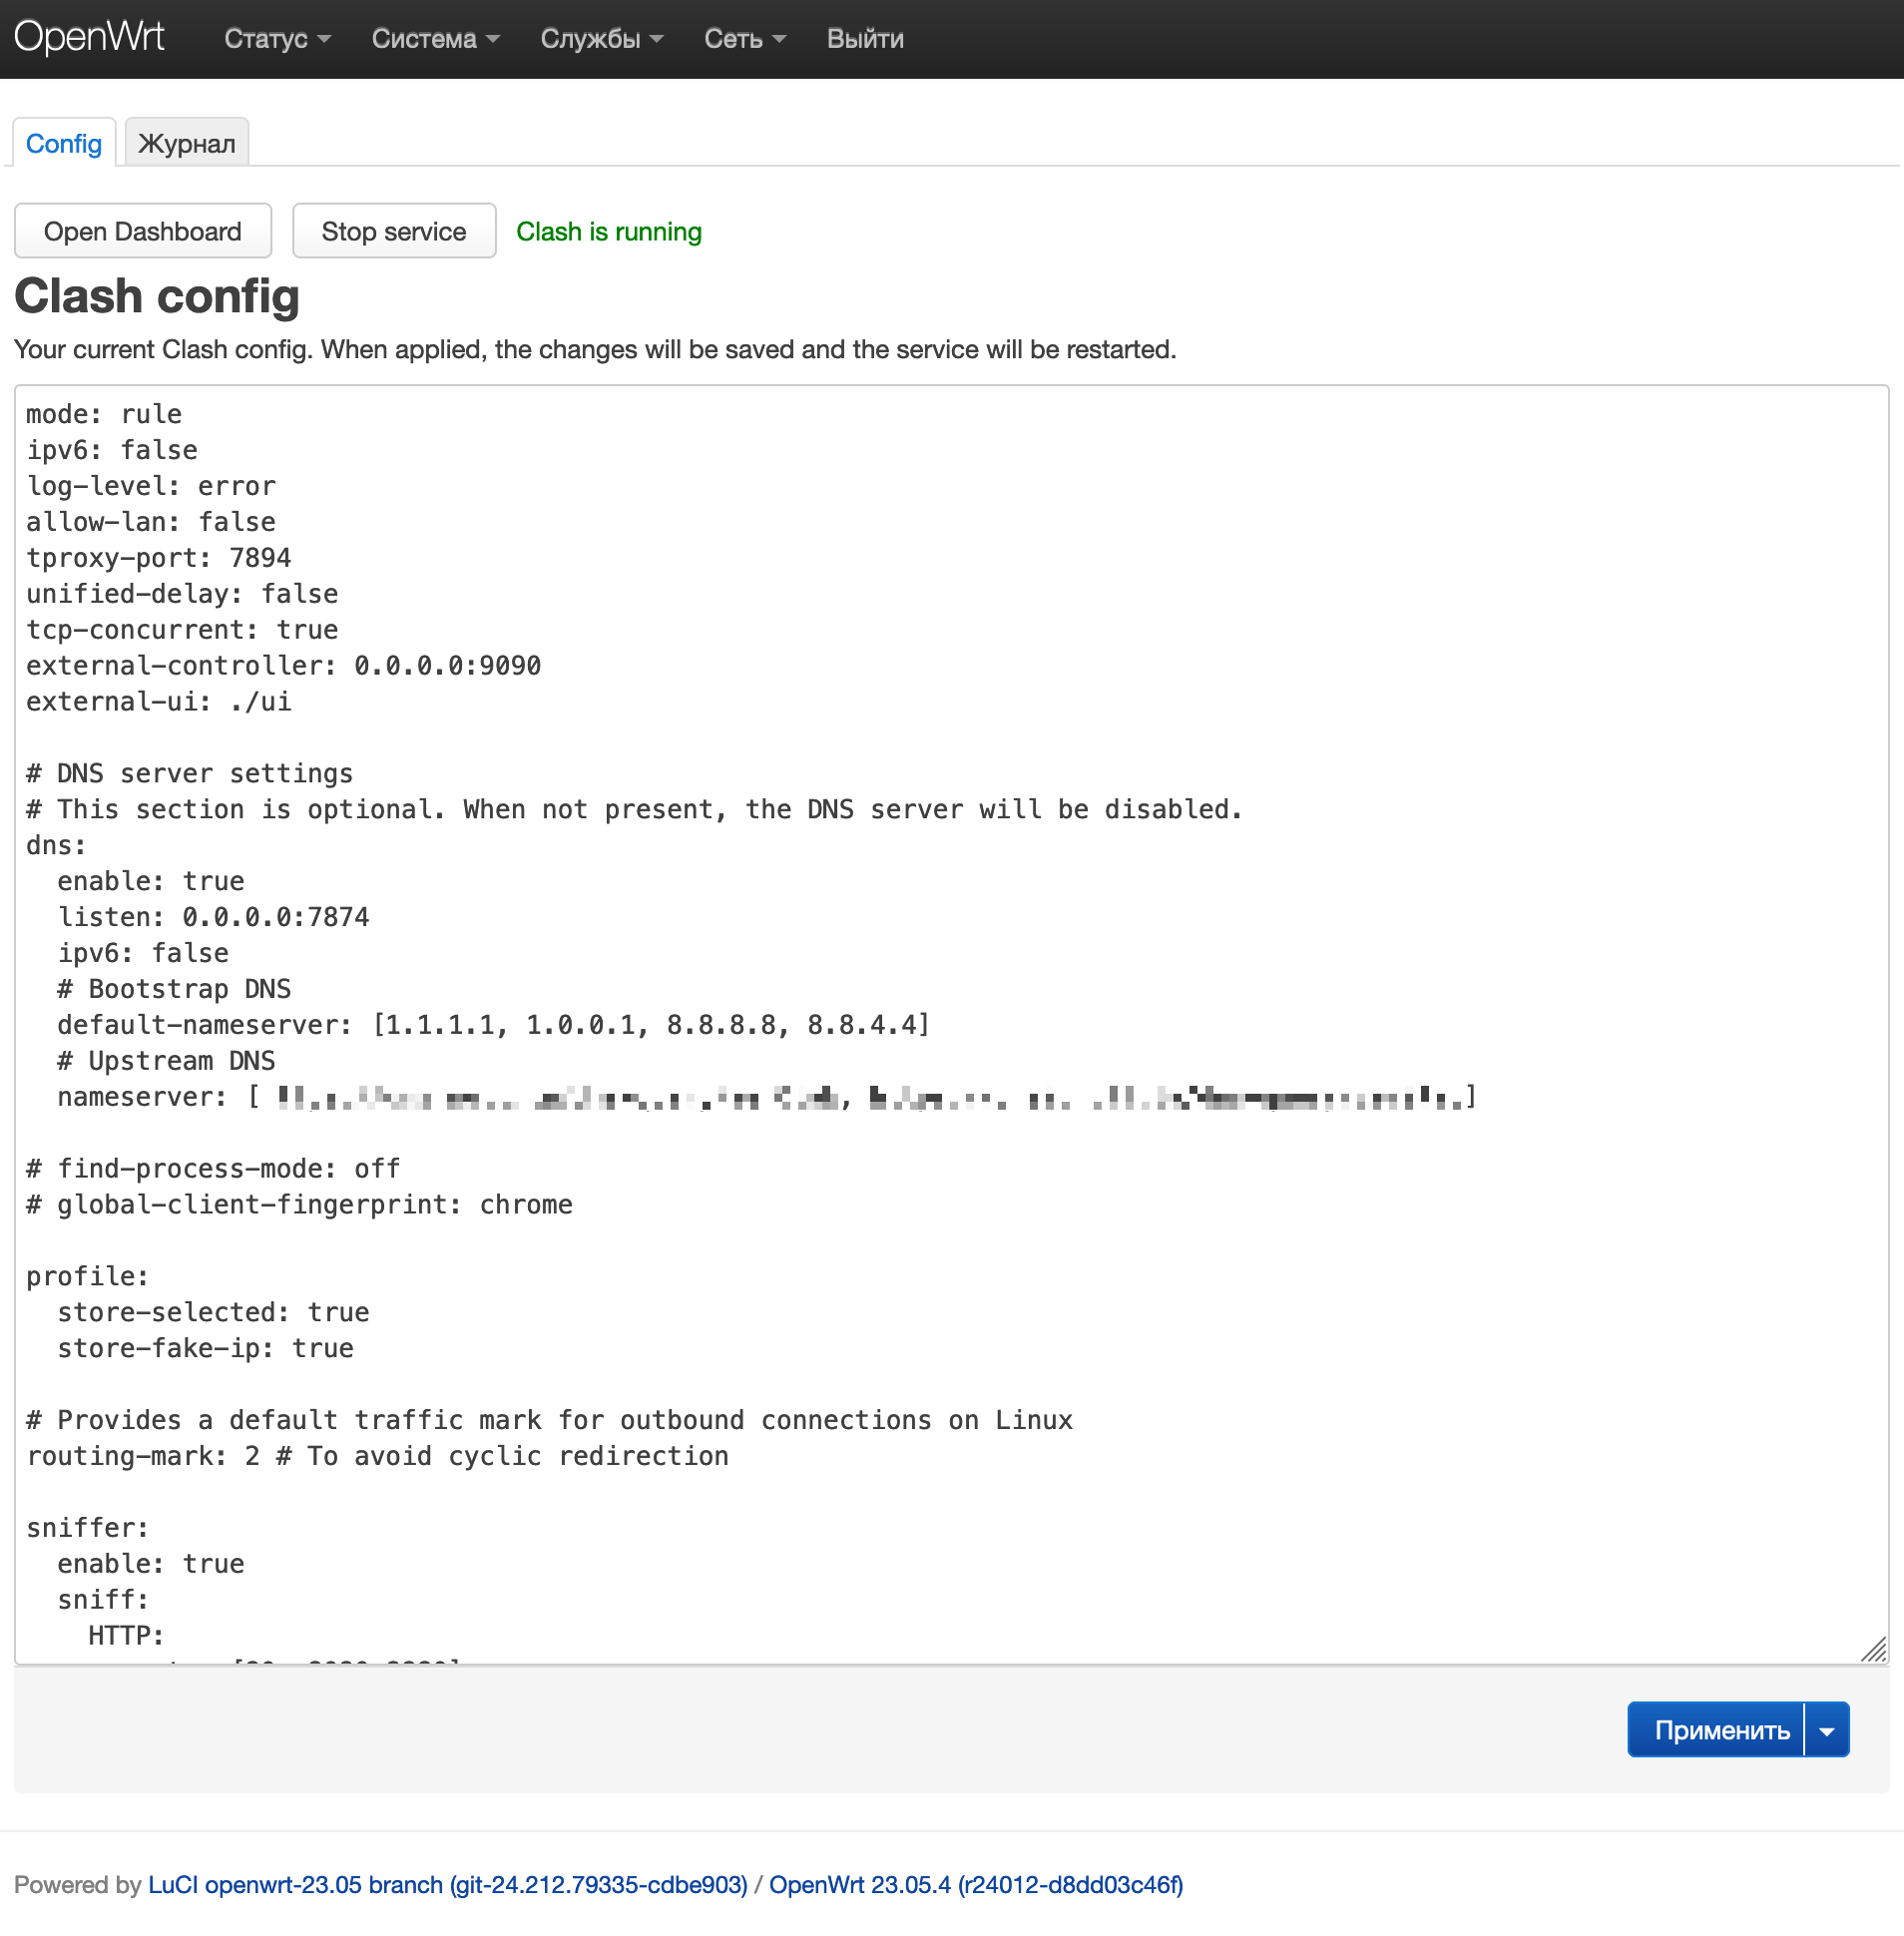 OpenWrt Статус Система Службы Сеть Выйти
Config Журнал
Open Dashboard Stop service Clash is running
Clash config
Your current Clash config. When applied, the changes will be saved and the service will be restarted.
mode: rule
ipv6: false
log-level: error
allow-lan: false
tproxy-port: 7894
unified-delay: false
tcp-concurrent: true
external-controller: 0.0.0.0:9090
external-ui: ./ui
# DNS server settings
# This section is optional. When not present, the DNS server will be disabled.
dns:
enable: true
listen: 0.0.0.0:7874
ipv6: false
# Bootstrap DNS
default-nameserver: [1.1.1.1, 1.0.0.1, 8.8.8.8, 8.8.4.4]
# Upstream DNS
nameserver: [ , ]
# find-process-mode: off
# global-client-fingerprint: chrome
profile:
store-selected: true
store-fake-ip: true
# Provides a default traffic mark for outbound connections on Linux
routing-mark: 2 # To avoid cyclic redirection
sniffer:
enable: true
sniff:
HTTP:
Применить
Powered by LuCI openwrt-23.05 branch (git-24.212.79335-cdbe903) / OpenWrt 23.05.4 (r24012-d8dd03c46f)